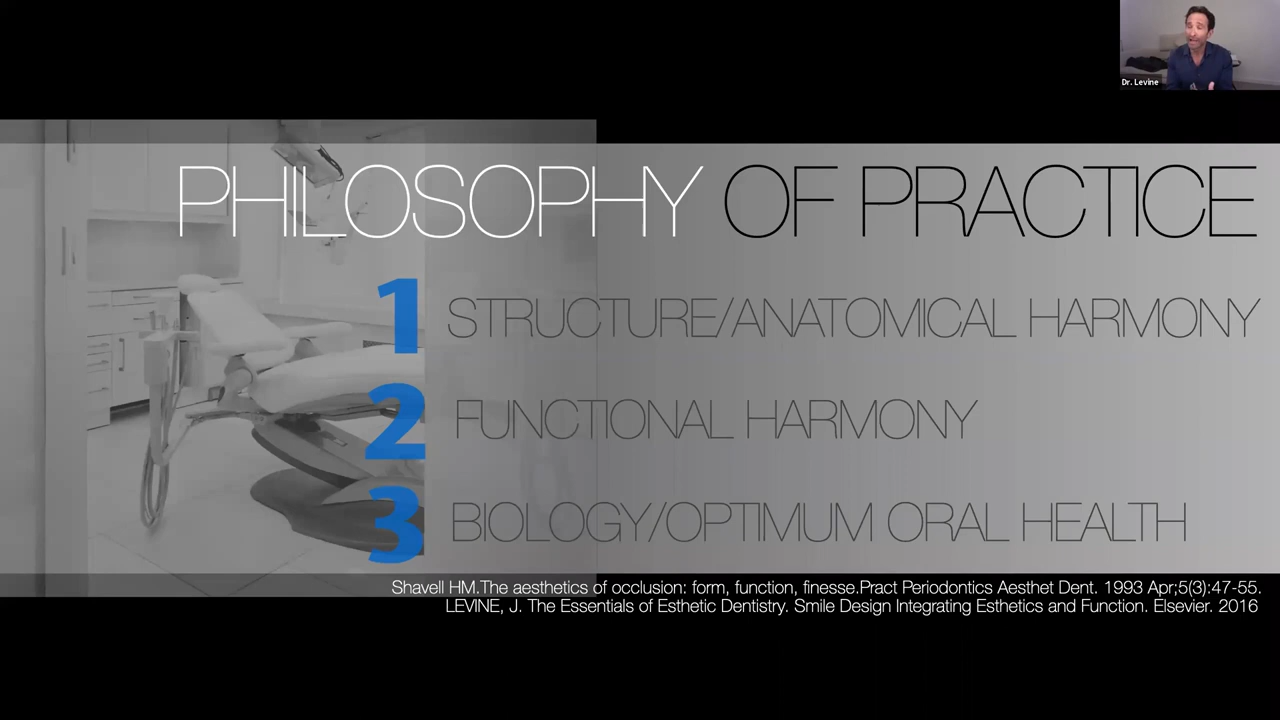 Dr. Levine
PHILOSOPHY OF PRACTICE
1 STRUCTURE/ANATOMICAL HARMONY
2 FUNCTIONAL HARMONY
3 BIOLOGY/OPTIMUM ORAL HEALTH
Shavell HM.The aesthetics of occlusion: form, function, finesse.Pract Periodontics Aesthet Dent. 1993 Apr;5(3):47-55.
LEVINE, J. The Essentials of Esthetic Dentistry. Smile Design Integrating Esthetics and Function. Elsevier. 2016